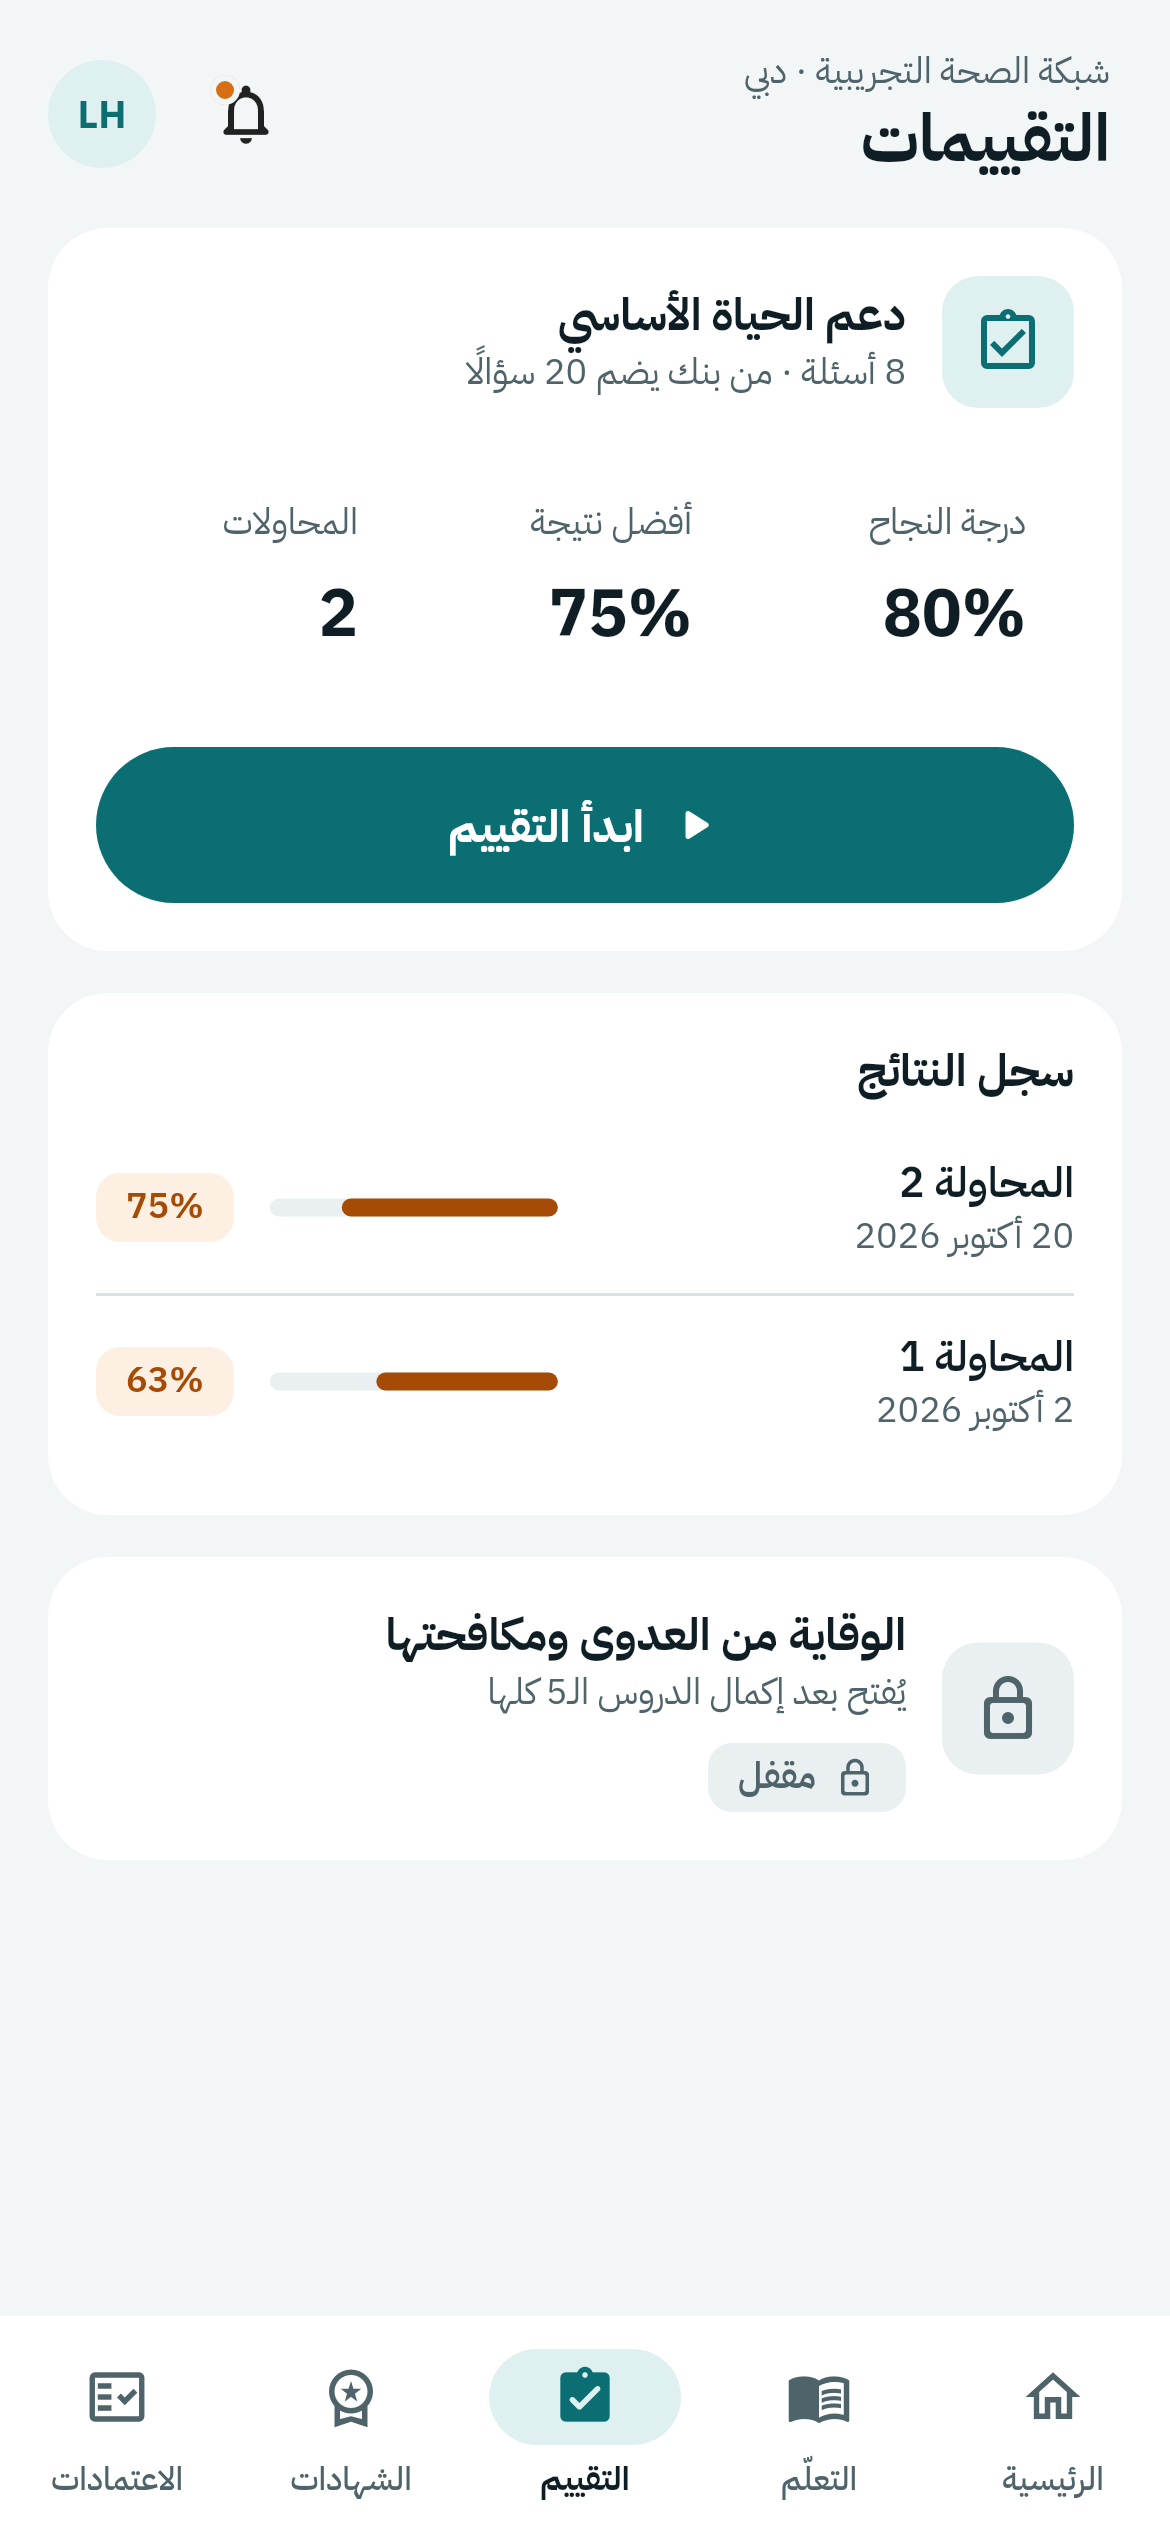 شبكة الصحة التجريبية · دبي
التقييمات
LH
دعم الحياة الأساسي
8 أسئلة · من بنك يضم 20 سؤالًا
درجة النجاح
80%
أفضل نتيجة
75%
المحاولات
2
ابدأ التقييم
سجل النتائج
المحاولة 2
20 أكتوبر 2026
75%
المحاولة 1
2 أكتوبر 2026
63%
الوقاية من العدوى ومكافحتها
يُفتح بعد إكمال الدروس الـ5 كلها
مقفل
الرئيسية
التعلّم
التقييم
الشهادات
الاعتمادات